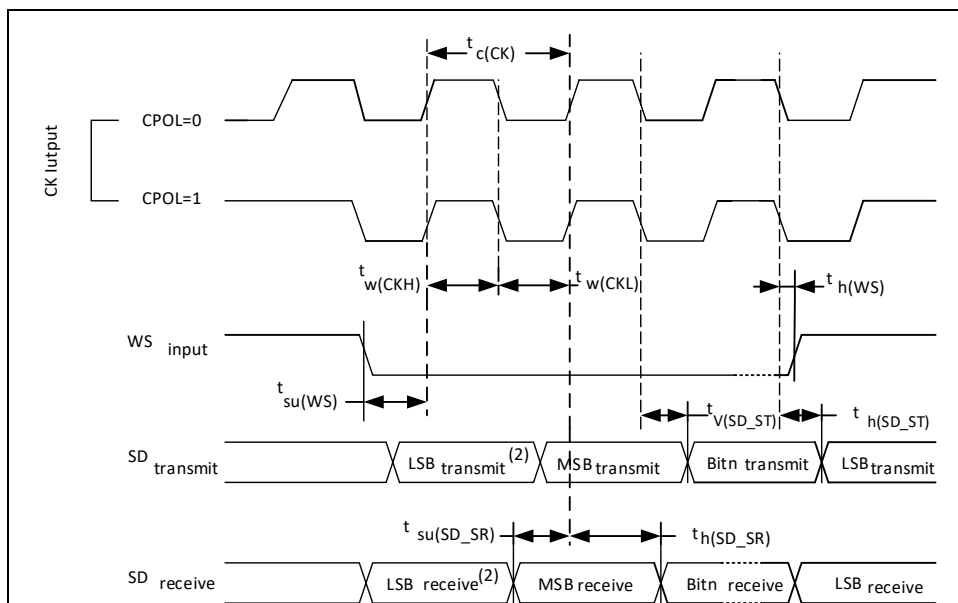 t c(CK)
CK Iutput
CPOL=0
CPOL=1
t w(CKH)
t w(CKL)
t h(WS)
WS input
t su(WS)
t V(SD_ST)
t h(SD_ST)
SD transmit
LSB transmit (2)
MSB transmit
Bitn transmit
LSB transmit
t su(SD_SR)
t h(SD_SR)
SD receive
LSB receive (2)
MSB receive
Bitn receive
LSB receive